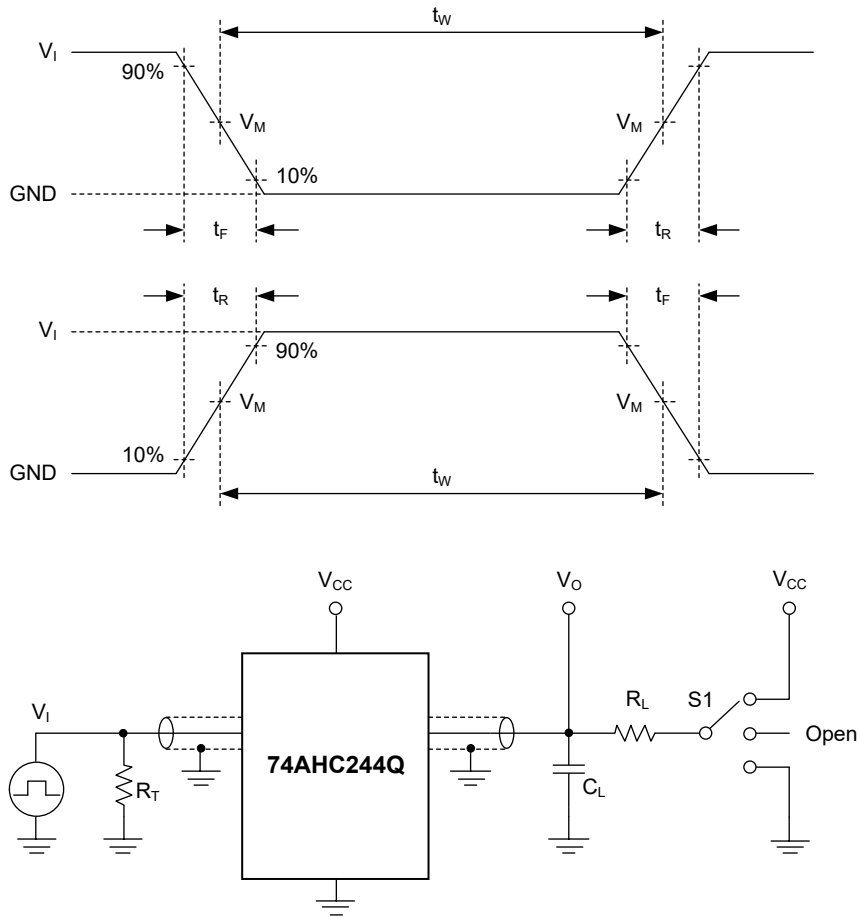 t_W
V_I
90%
V_M
V_M
10%
GND
t_F
t_R
t_R
t_F
V_I
90%
V_M
V_M
10%
GND
t_W
V_CC
V_O
V_CC
V_I
R_L
S1
Open
74AHC244Q
R_T
C_L